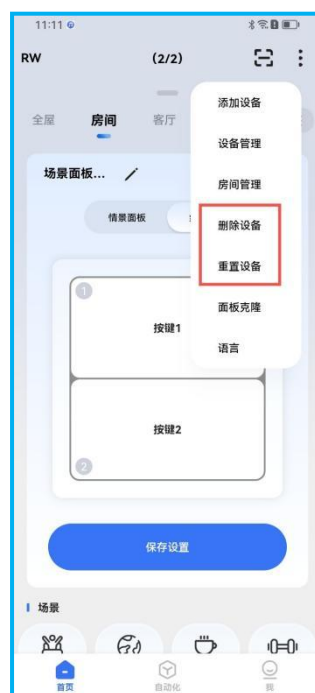 11:11
RW
(2/2)
添加设备
全屋 房间 客厅
设备管理
场景面板...
房间管理
情景面板
删除设备
重置设备
1
面板克隆
按键1
语言
按键2
2
保存设置
场景
首页 自动化 我